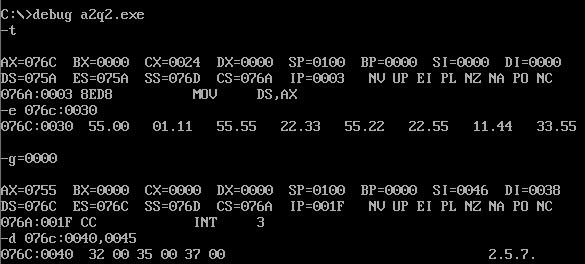 C:\>debug a2q2.exe
-t
AX=076C BX=0000 CX=0024 DX=0000 SP=0100 BP=0000 SI=0000 DI=0000
DS=075A ES=075A SS=076D CS=076A IP=0003 NV UP EI PL NZ NA PO NC
076A:0003 8ED8 MOV DS,AX
-e 076c:0030
076C:0030 55.00 01.11 55.55 22.33 55.22 22.55 11.44 33.55
-g=0000
AX=0755 BX=0000 CX=0000 DX=0000 SP=0100 BP=0000 SI=0046 DI=0038
DS=076C ES=076C SS=076D CS=076A IP=001F NV UP EI PL NZ NA PO NC
076A:001F CC INT 3
-d 076c:0040,0045
076C:0040 32 00 35 00 37 00 2.5.7.